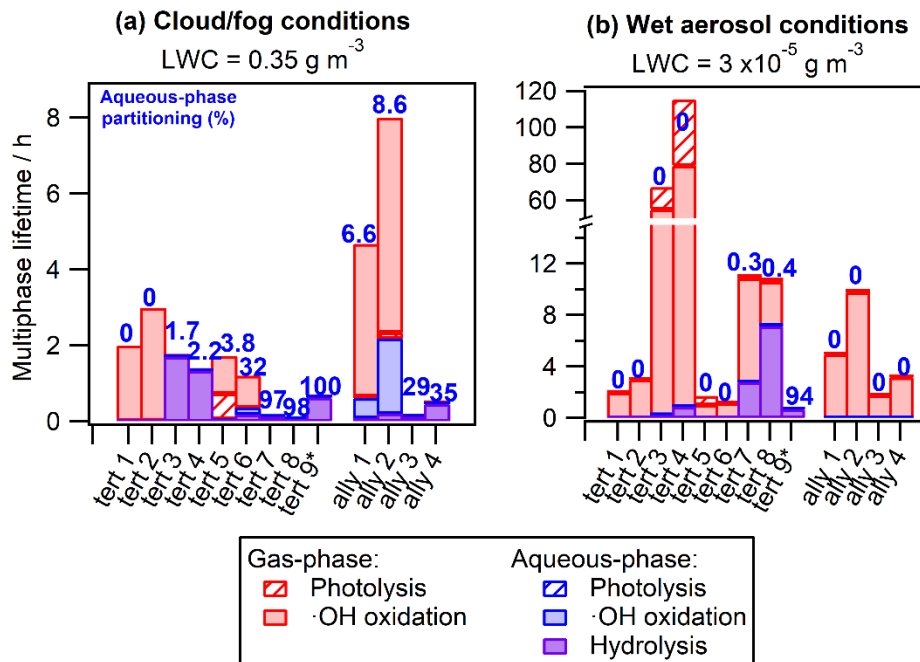 (a) Cloud/fog conditions
LWC = 0.35 g m⁻³
Aqueous-phase
partitioning (%)
Multiphase lifetime / h
8
6
4
2
0
0
0
1.7
2.2
3.8
32
97
98
100
6.6
8.6
29
35
tert 1
tert 2
tert 3
tert 4
tert 5
tert 6
tert 7
tert 8
tert 9*
ally 1
ally 2
ally 3
ally 4
(b) Wet aerosol conditions
LWC = 3 x10⁻⁵ g m⁻³
120
100
80
60
12
8
4
0
0
0
0
0
0
0
0.3
0.4
94
0
0
0
0
tert 1
tert 2
tert 3
tert 4
tert 5
tert 6
tert 7
tert 8
tert 9*
ally 1
ally 2
ally 3
ally 4
Gas-phase:
Photolysis
·OH oxidation
Aqueous-phase:
Photolysis
·OH oxidation
Hydrolysis